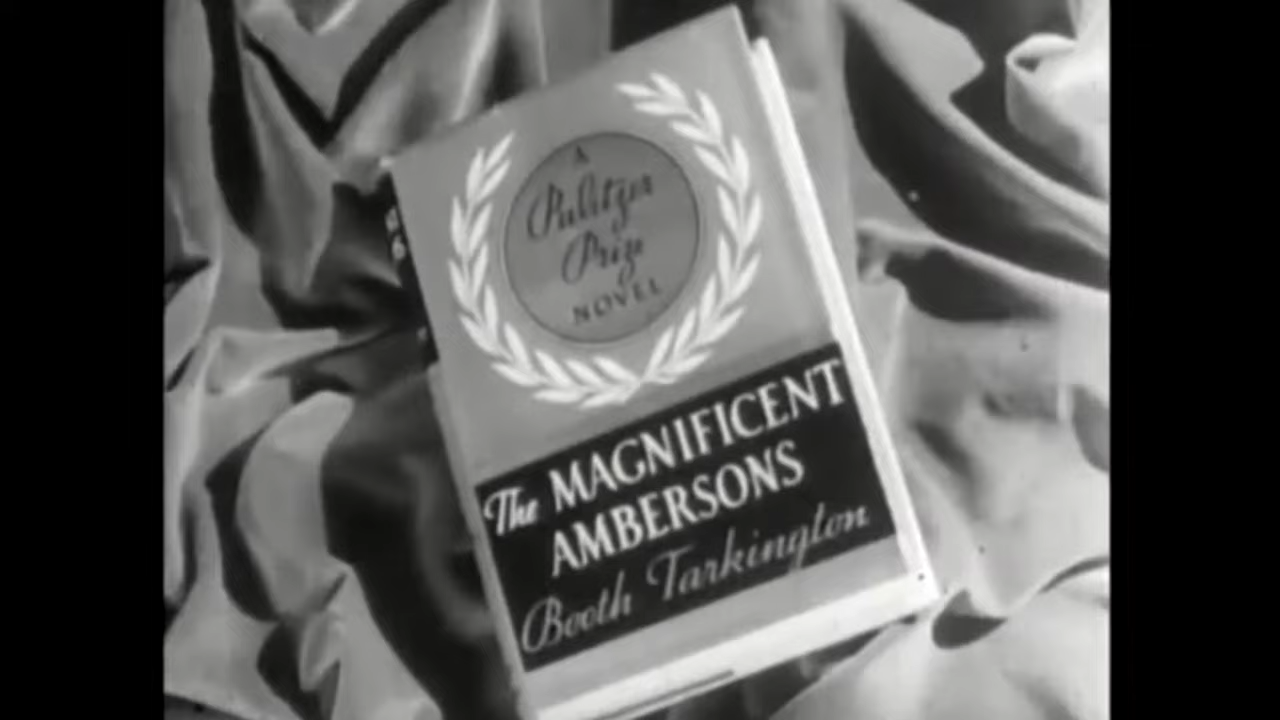 A
Pulitzer
Prize
NOVEL
The MAGNIFICENT
AMBERSONS
Booth Tarkington